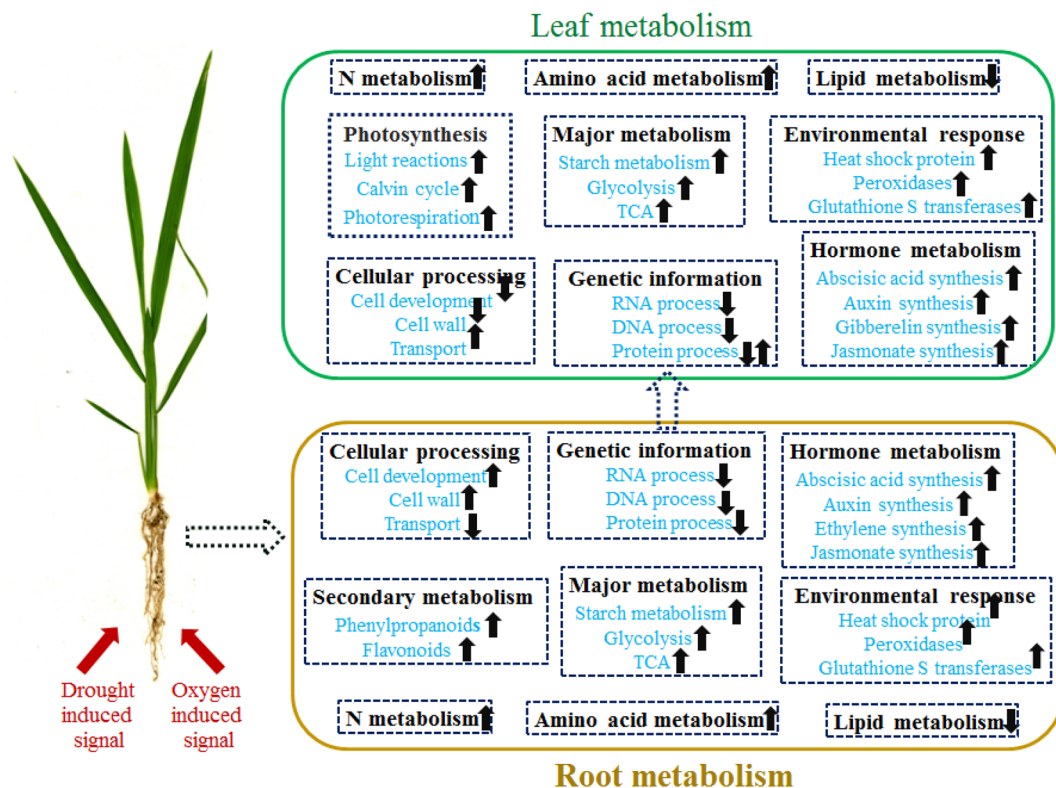 Leaf metabolism
N metabolism
Amino acid metabolism
Lipid metabolism
Photosynthesis
Light reactions
Calvin cycle
Photorespiration
Major metabolism
Starch metabolism
Glycolysis
TCA
Environmental response
Heat shock protein
Peroxidases
Glutathione S transferases
Cellular processing
Cell development
Cell wall
Transport
Genetic information
RNA process
DNA process
Protein process
Hormone metabolism
Abscisic acid synthesis
Auxin synthesis
Gibberelin synthesis
Jasmonate synthesis
Cellular processing
Cell development
Cell wall
Transport
Genetic information
RNA process
DNA process
Protein process
Hormone metabolism
Abscisic acid synthesis
Auxin synthesis
Ethylene synthesis
Jasmonate synthesis
Secondary metabolism
Phenylpropanoids
Flavonoids
Major metabolism
Starch metabolism
Glycolysis
TCA
Environmental response
Heat shock protein
Peroxidases
Glutathione S transferases
Drought
induced
signal
Oxygen
induced
signal
N metabolism
Amino acid metabolism
Lipid metabolism
Root metabolism